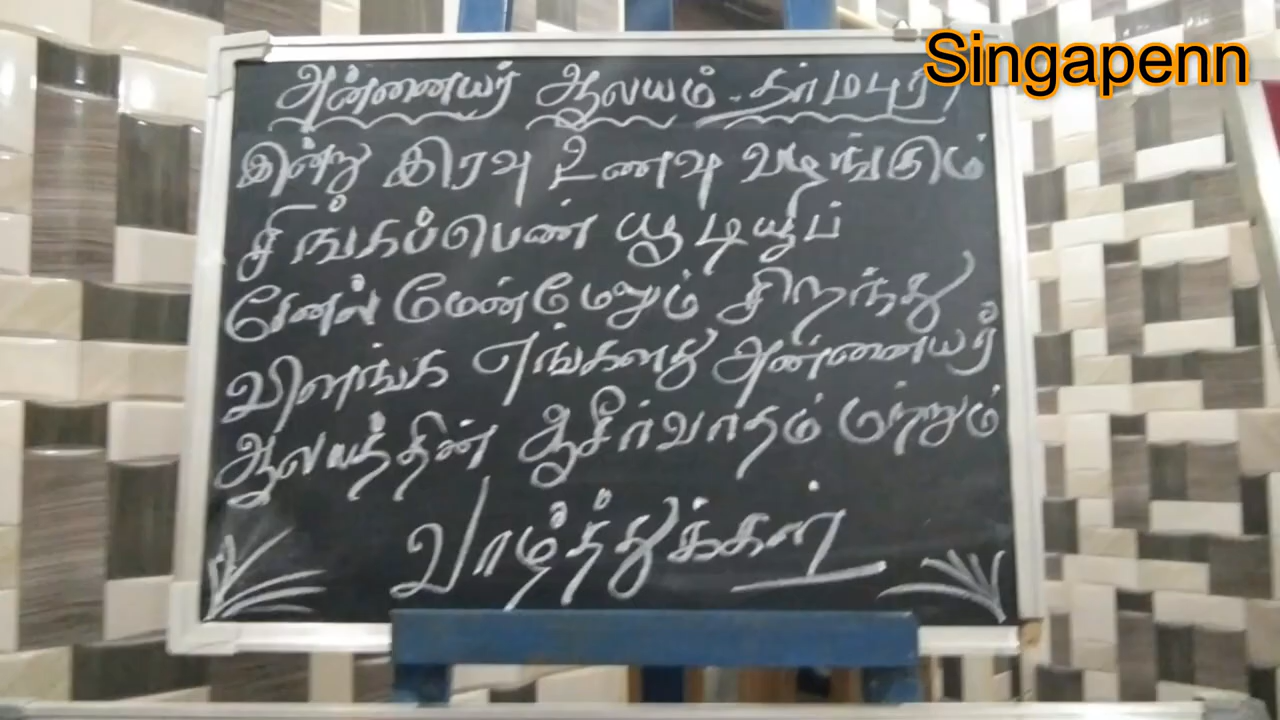 Singapenn
அன்னையர் ஆலயம் - தர்மபுரி
இன்று இரவு உணவு வழங்கும்
சிங்கப்பெண் யூடியூப்
சேனல் மேன்மேலும் சிறந்து
விளங்க எங்களது அன்னையர்
ஆலயத்தின் ஆசீர்வாதம் மற்றும்
வாழ்த்துக்கள்